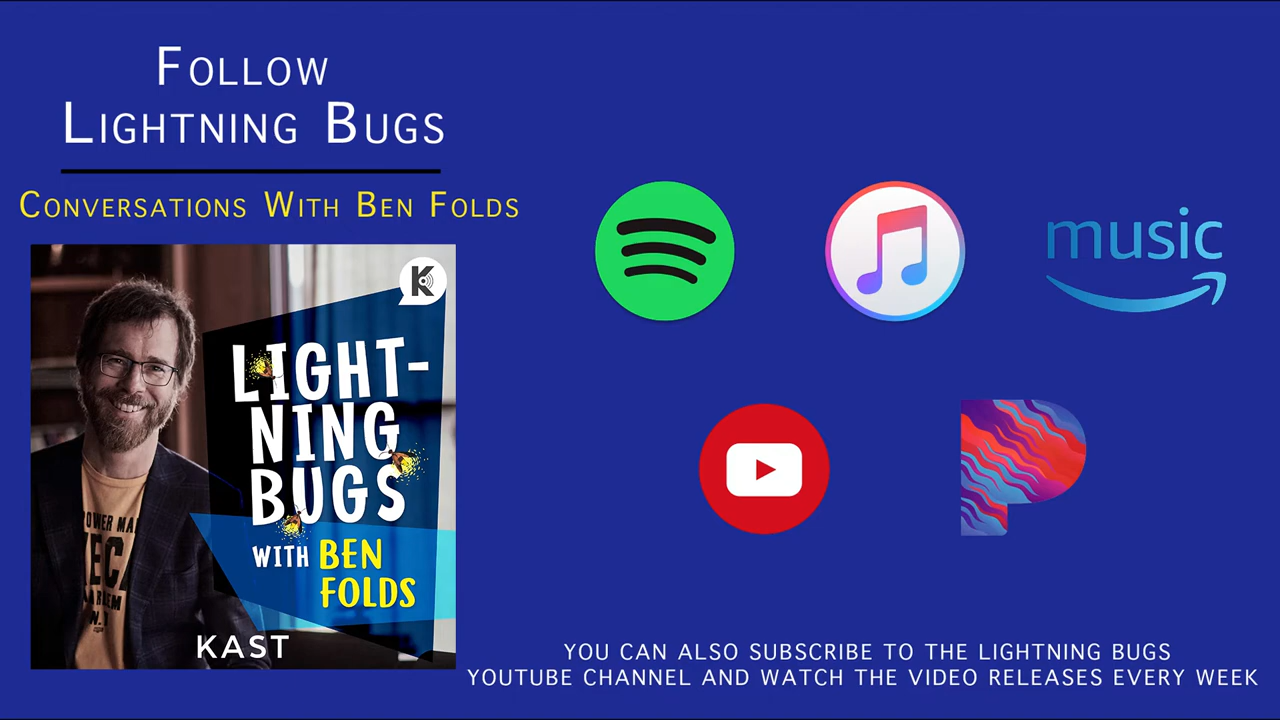 Follow
Lightning Bugs
Conversations With Ben Folds
K
LIGHT-
NING
BUGS
WITH BEN
FOLDS
KAST
music
YOU CAN ALSO SUBSCRIBE TO THE LIGHTNING BUGS
YOUTUBE CHANNEL AND WATCH THE VIDEO RELEASES EVERY WEEK